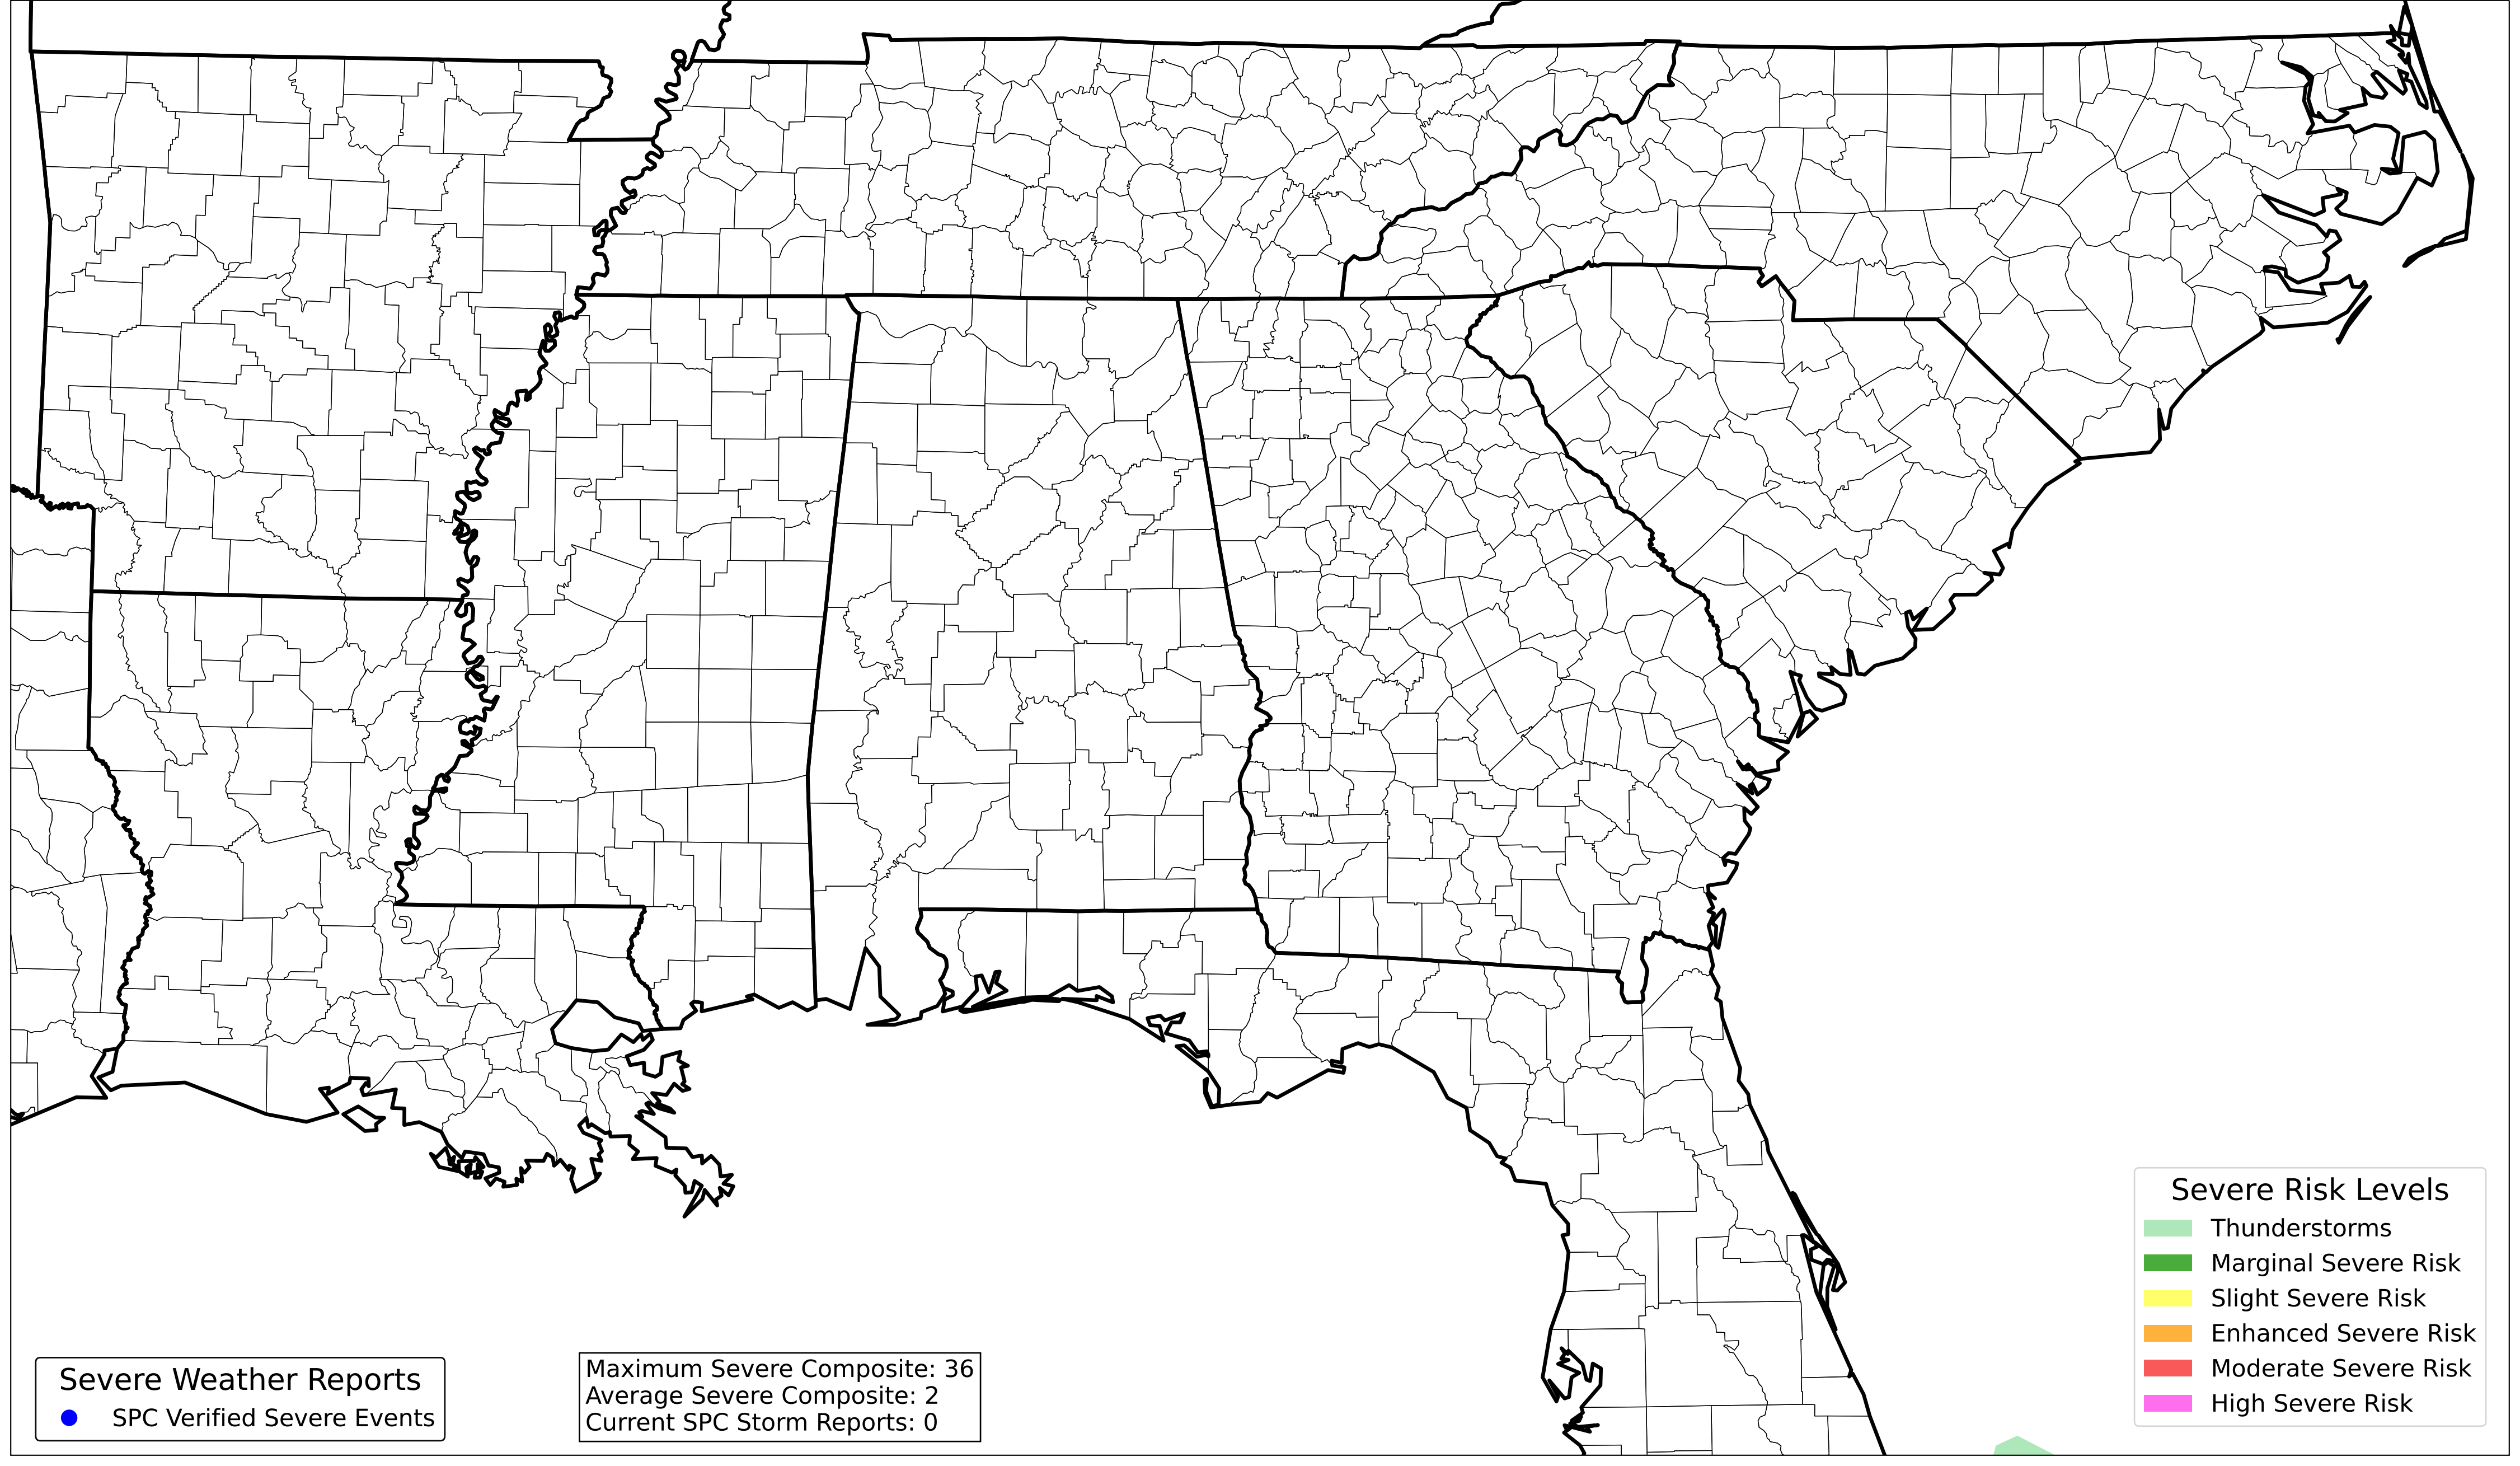 Severe Risk Levels
Thunderstorms
Marginal Severe Risk
Slight Severe Risk
Enhanced Severe Risk
Moderate Severe Risk
High Severe Risk
Severe Weather Reports
SPC Verified Severe Events
Maximum Severe Composite: 36
Average Severe Composite: 2
Current SPC Storm Reports: 0